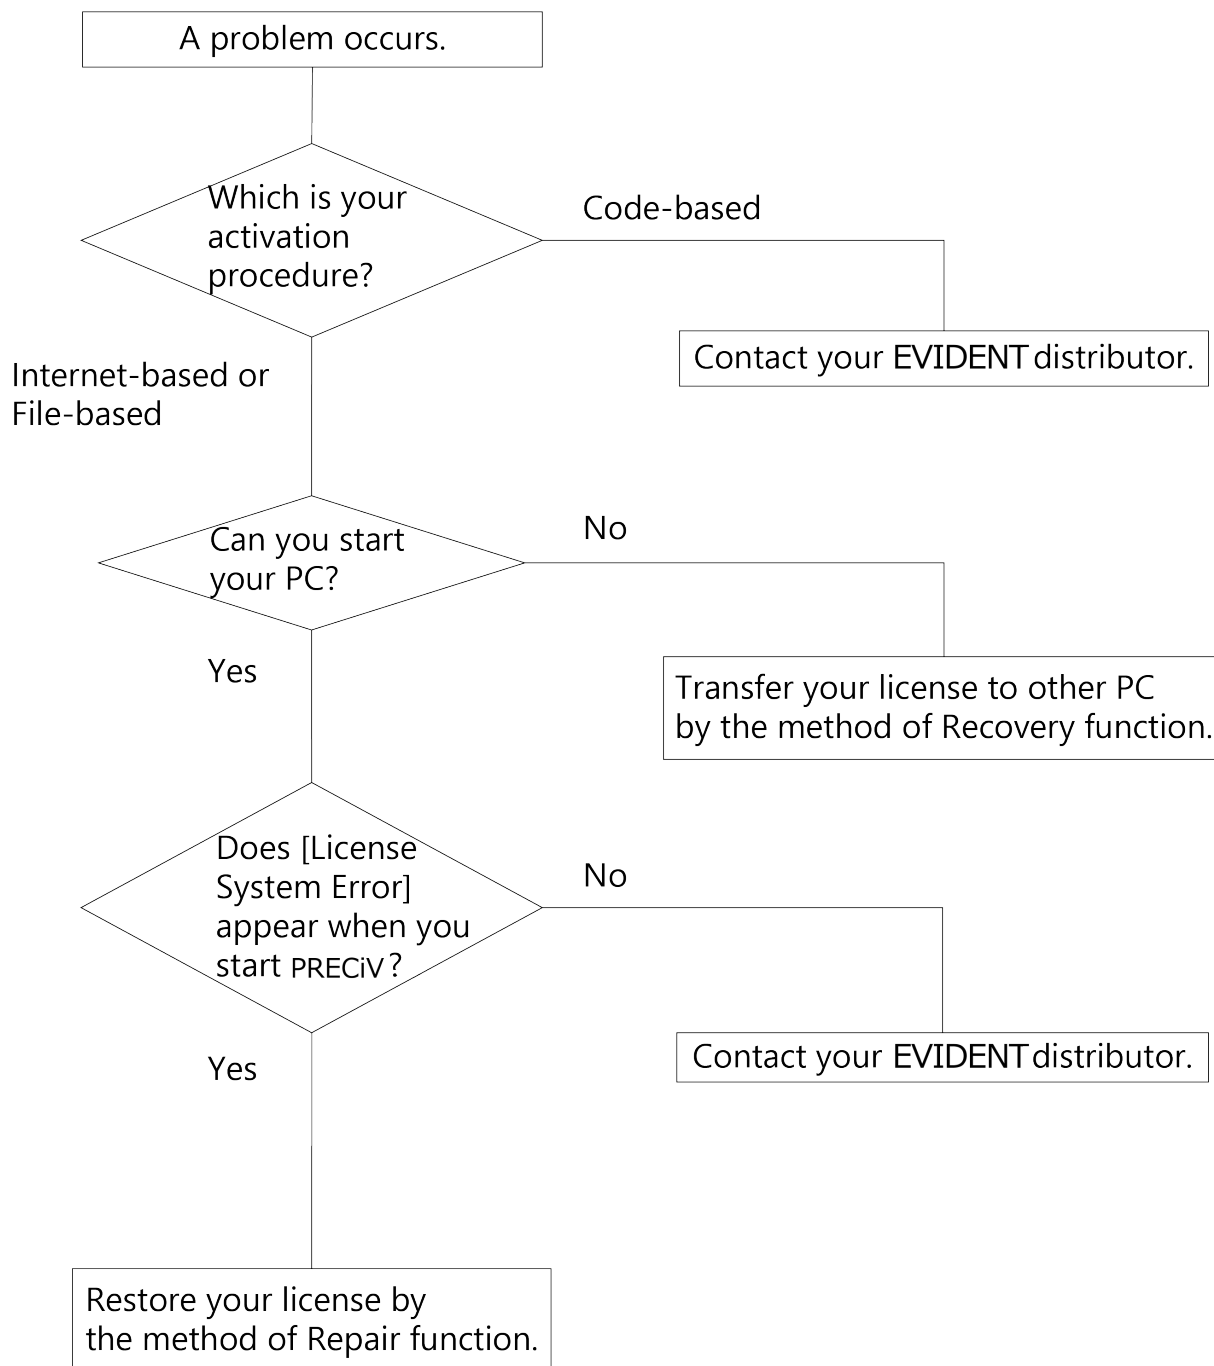 A problem occurs.
Which is your
activation
procedure?
Code-based
Contact your EVIDENT distributor.
Internet-based or
File-based
Can you start
your PC?
No
Transfer your license to other PC
by the method of Recovery function.
Yes
Does [License
System Error]
appear when you
start PRECiV?
No
Contact your EVIDENT distributor.
Yes
Restore your license by
the method of Repair function.